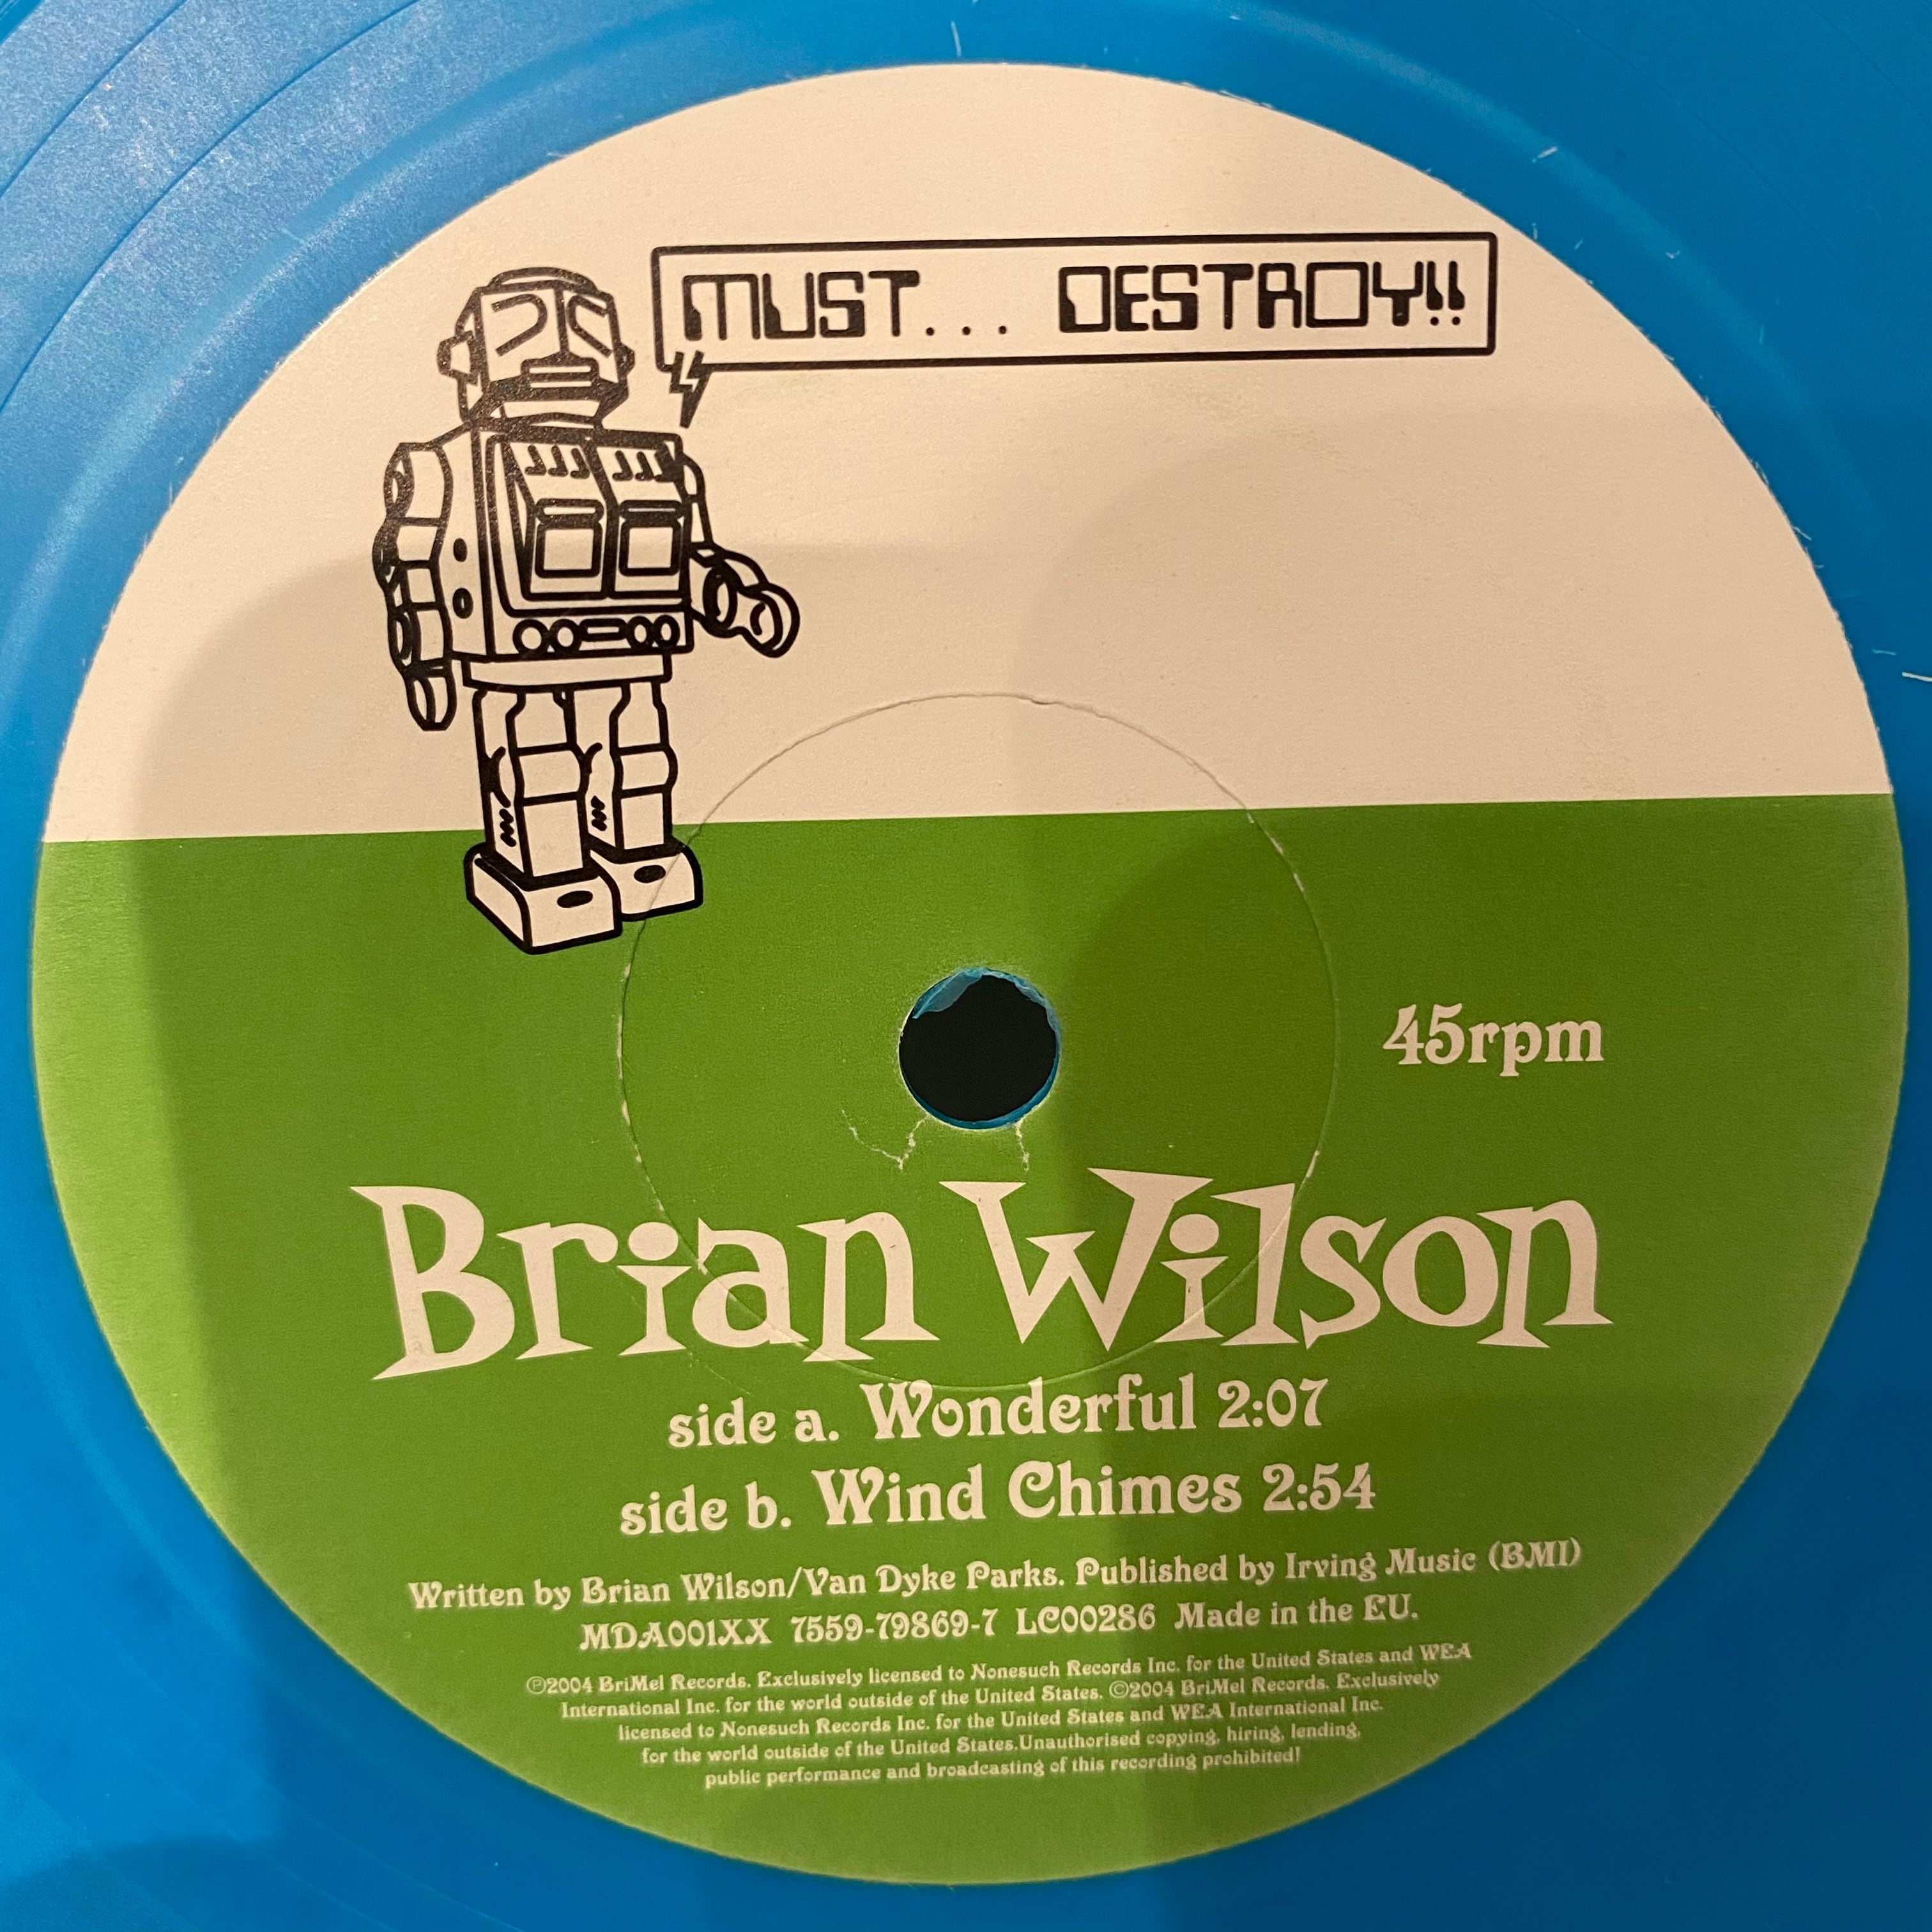 MUST... DESTROY!!
45rpm
Brian Wilson
side a. Wonderful 2:07
side b. Wind Chimes 2:54
Written by Brian Wilson/Van Dyke Parks. Published by Irving Music (BMI)
MDA001XX 7559-79869-7 LC00286 Made in the EU.
℗2004 BriMel Records. Exclusively licensed to Nonesuch Records Inc. for the United States and WEA
International Inc. for the world outside of the United States. ©2004 BriMel Records. Exclusively
licensed to Nonesuch Records Inc. for the United States and WEA International Inc.
for the world outside of the United States.Unauthorised copying, hiring, lending,
public performance and broadcasting of this recording prohibited!